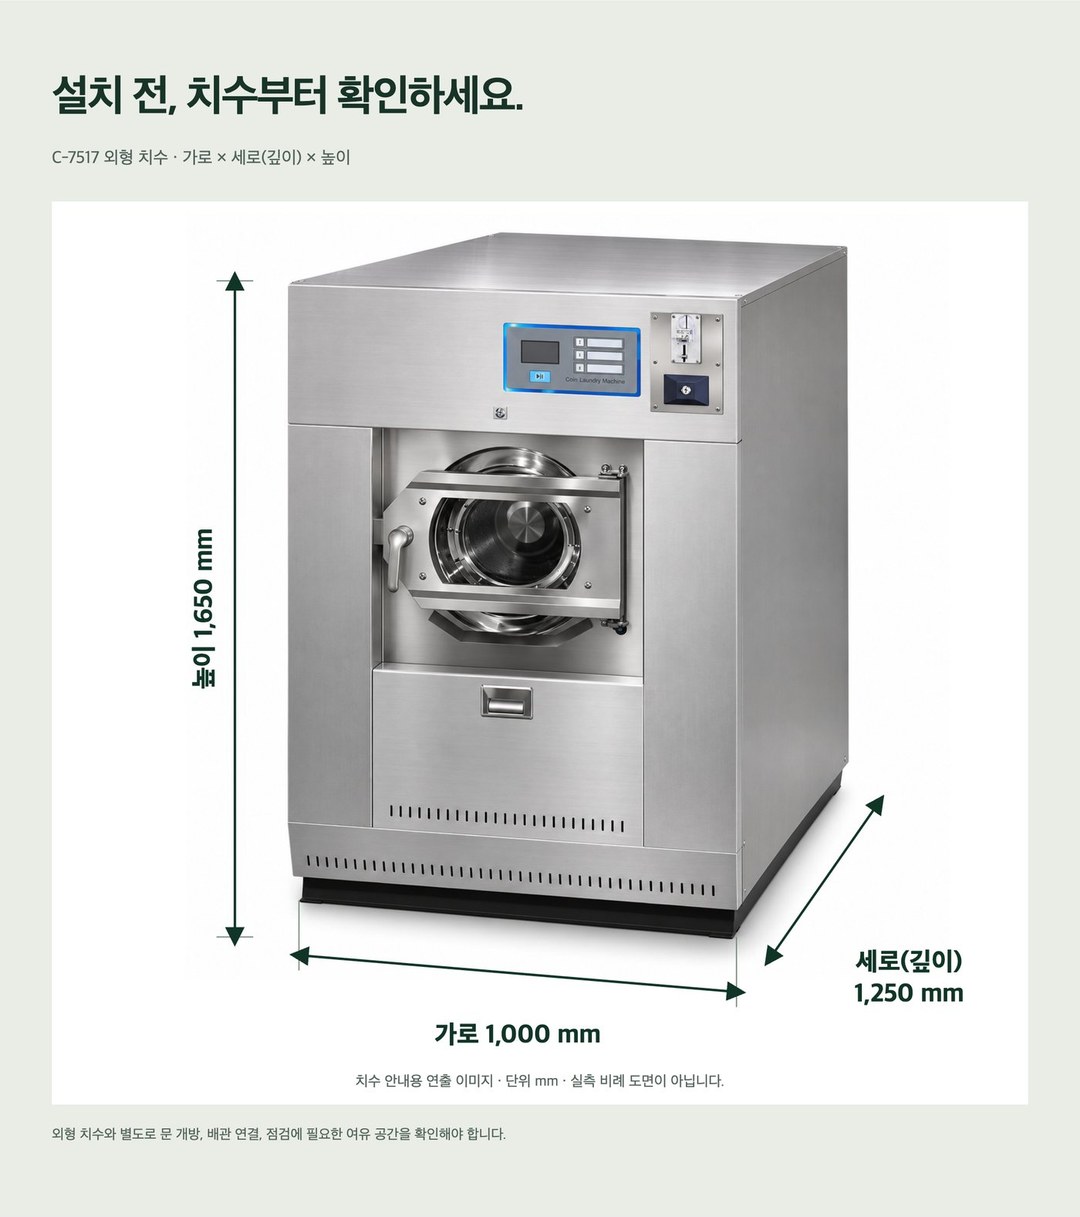 설치 전, 치수부터 확인하세요.
C-7517 외형 치수 · 가로 × 세로(깊이) × 높이
Coin Laundry Machine
높이 1,650 mm
세로(깊이)
1,250 mm
가로 1,000 mm
치수 안내용 연출 이미지 · 단위 mm · 실측 비례 도면이 아닙니다.
외형 치수와 별도로 문 개방, 배관 연결, 점검에 필요한 여유 공간을 확인해야 합니다.